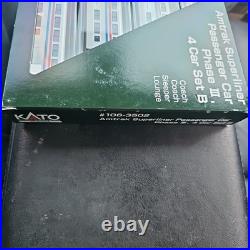 Amtrak Superliner
Passenger Car
Phase III,
4 Car Set B
Coach
Coach
Sleeper
Lounge
KATO
#106-3502
Amtrak Superliner Passenger Car